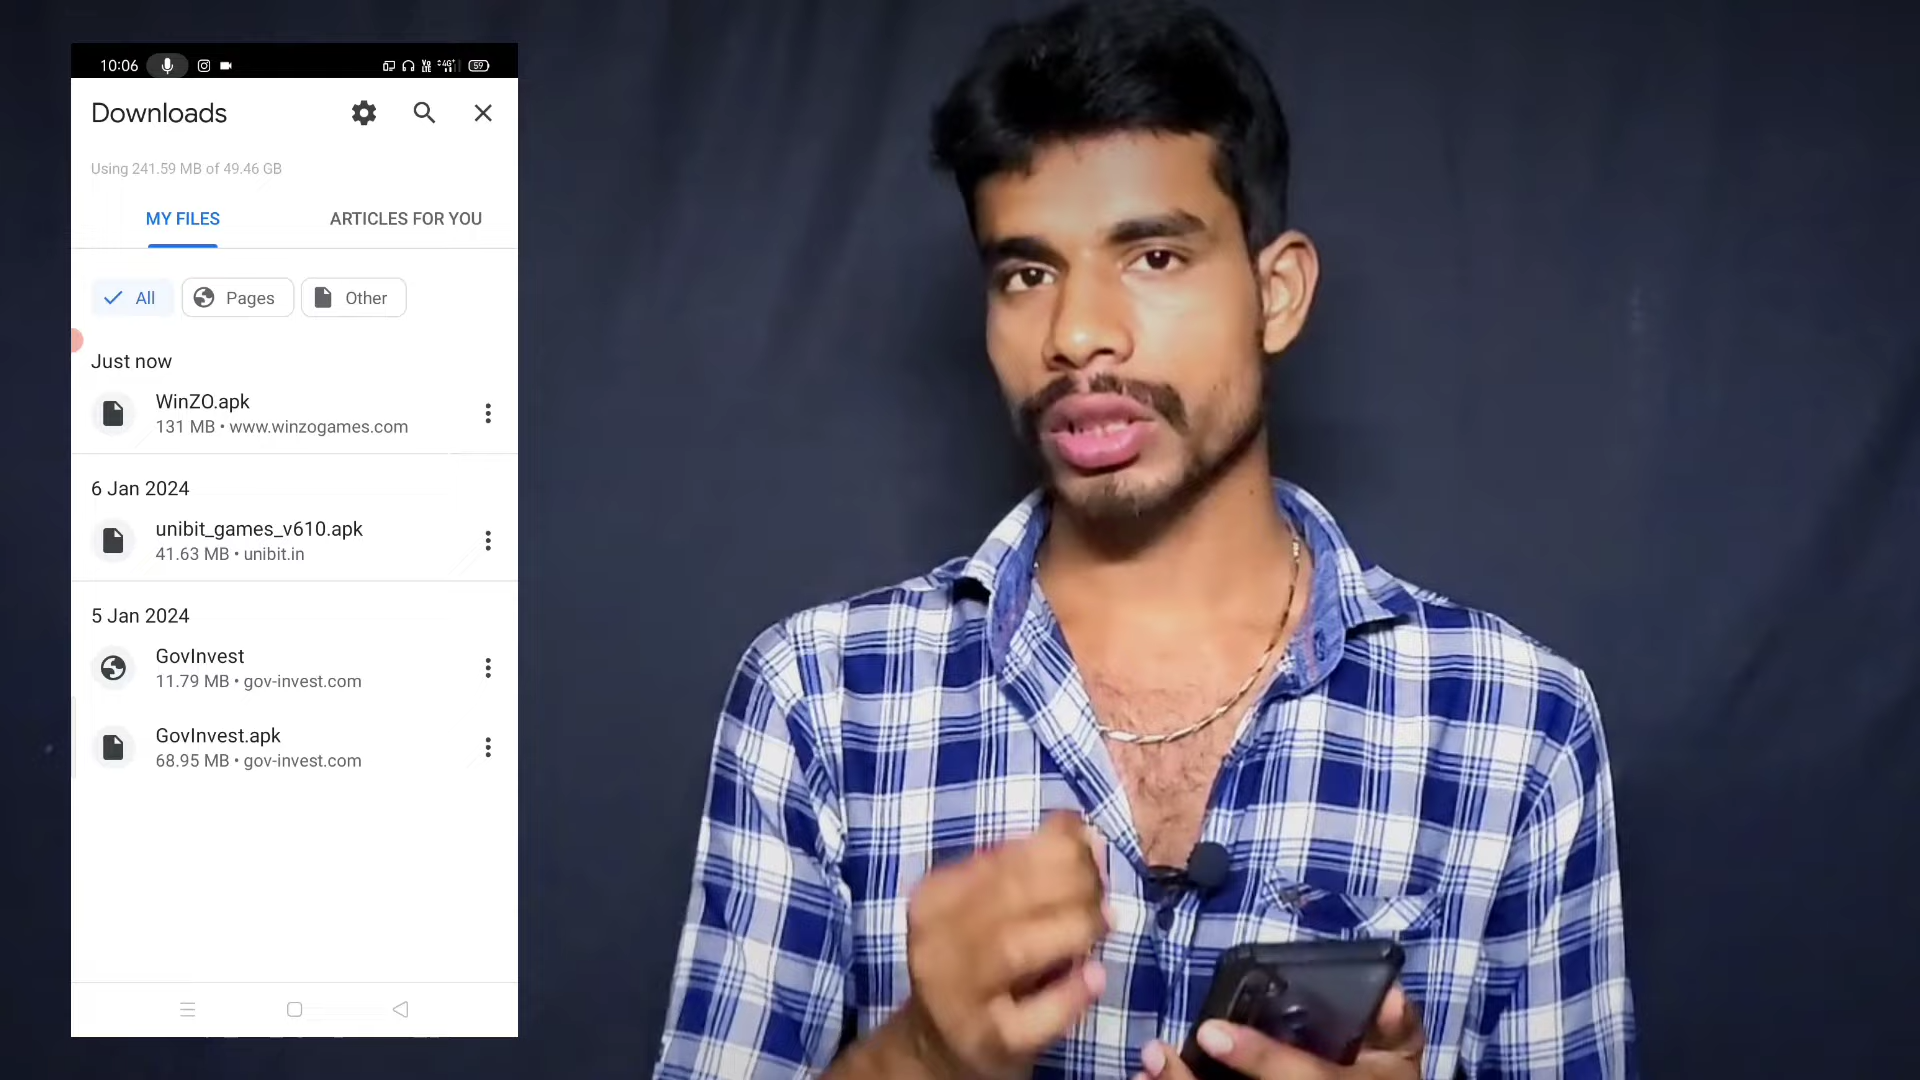 10:06
59
Downloads
Using 241.59 MB of 49.46 GB
MY FILES
ARTICLES FOR YOU
All
Pages
Other
Just now
WinZO.apk
131 MB • www.winzogames.com
6 Jan 2024
unibit_games_v610.apk
41.63 MB • unibit.in
5 Jan 2024
GovInvest
11.79 MB • gov-invest.com
GovInvest.apk
68.95 MB • gov-invest.com